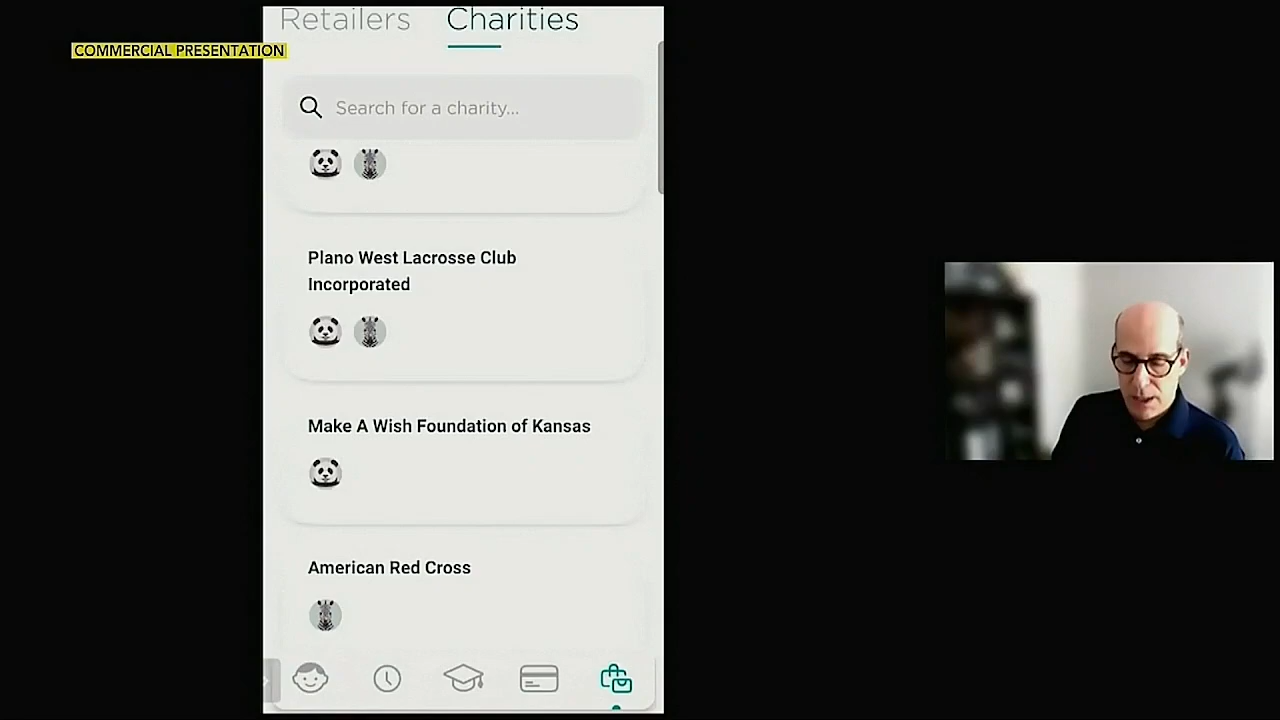 Retailers Charities
COMMERCIAL PRESENTATION
Search for a charity...
Plano West Lacrosse Club
Incorporated
Make A Wish Foundation of Kansas
American Red Cross